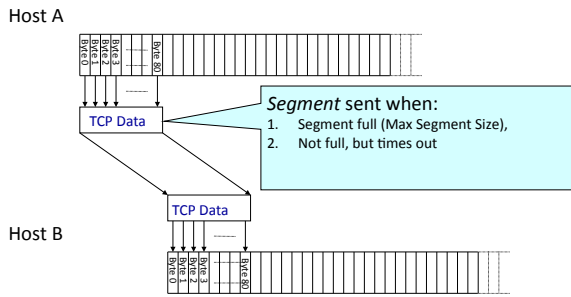 Host A
Byte 0
Byte 1
Byte 2
Byte 3
Byte 80
Segment sent when:
1. Segment full (Max Segment Size),
2. Not full, but times out
TCP Data
TCP Data
Host B
Byte 0
Byte 1
Byte 2
Byte 3
Byte 80